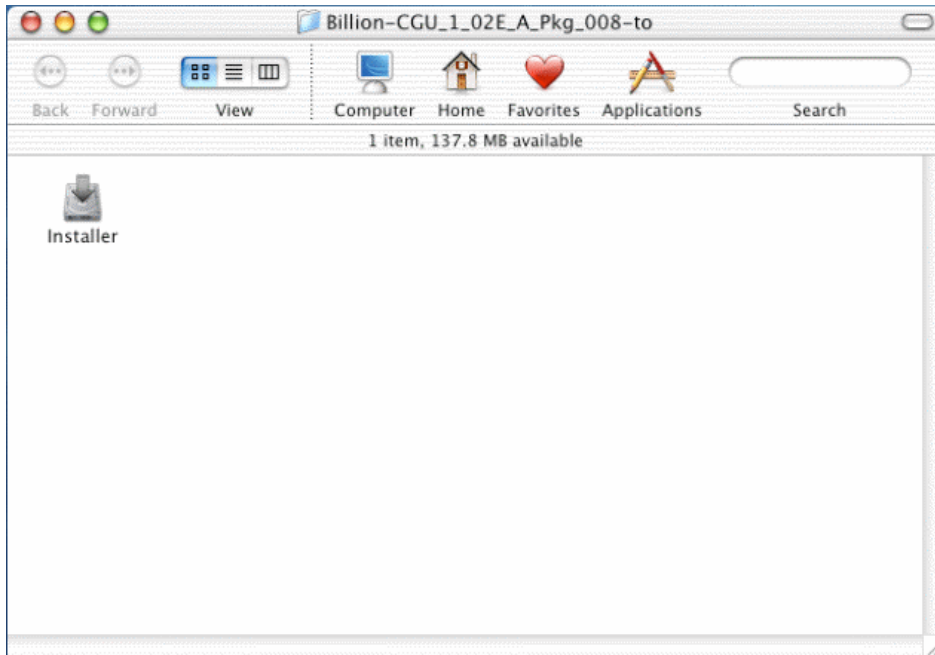 Billion-CGU_1_02E_A_Pkg_008-to
Back Forward View Computer Home Favorites Applications Search
1 item, 137.8 MB available
Installer